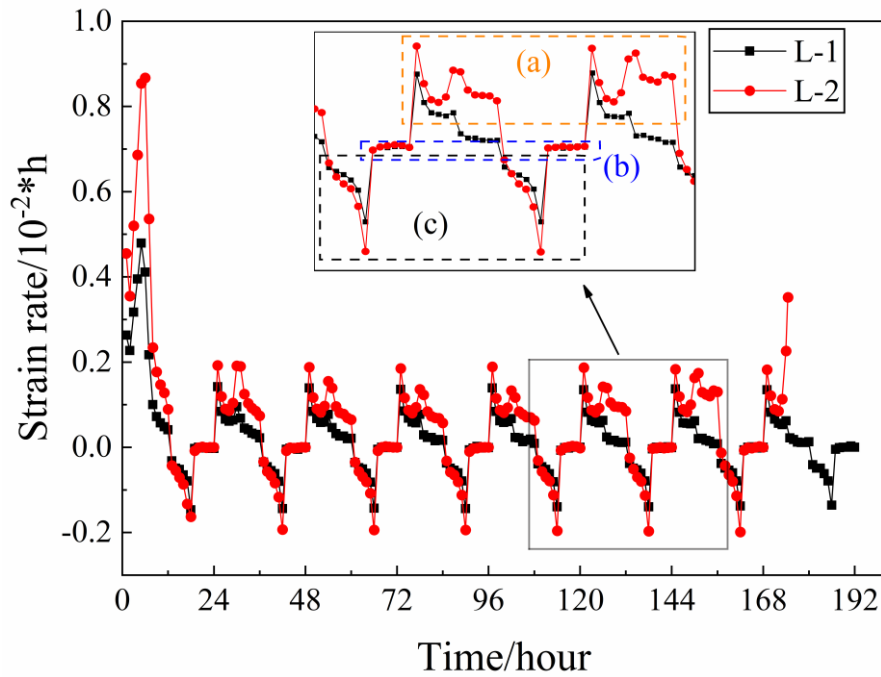 1.0
0.8
0.6
0.4
0.2
0.0
-0.2
Strain rate/10⁻²*h
(a)
(b)
(c)
L-1
L-2
0 24 48 72 96 120 144 168 192
Time/hour